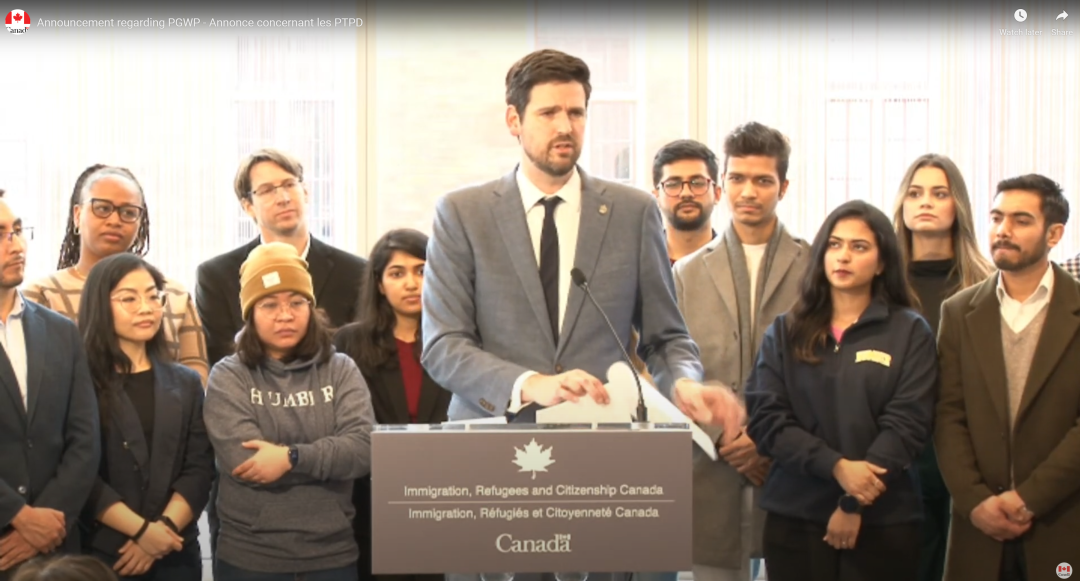 Announcement regarding PGWP - Annonce concernant les PTPD
Watch later
Share
HUMBER
Immigration, Refugees and Citizenship Canada
Immigration, Réfugiés et Citoyenneté Canada
Canada